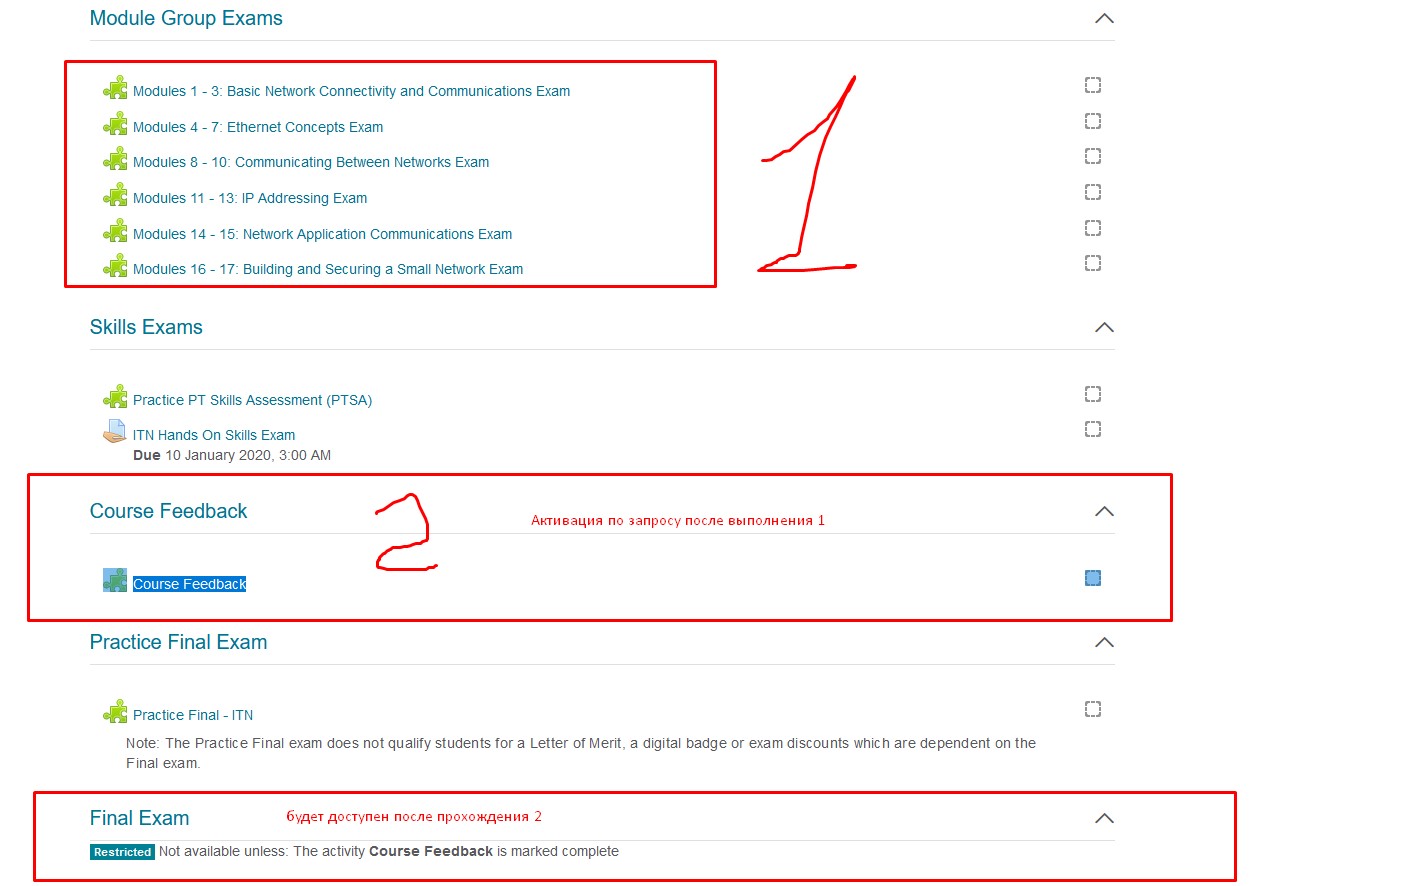 Module Group Exams
Modules 1 - 3: Basic Network Connectivity and Communications Exam
Modules 4 - 7: Ethernet Concepts Exam
Modules 8 - 10: Communicating Between Networks Exam
Modules 11 - 13: IP Addressing Exam
Modules 14 - 15: Network Application Communications Exam
Modules 16 - 17: Building and Securing a Small Network Exam
1
Skills Exams
Practice PT Skills Assessment (PTSA)
ITN Hands On Skills Exam
Due 10 January 2020, 3:00 AM
Course Feedback
2
Активация по запросу после выполнения 1
Course Feedback
Practice Final Exam
Practice Final - ITN
Note: The Practice Final exam does not qualify students for a Letter of Merit, a digital badge or exam discounts which are dependent on the
Final exam.
Final Exam
будет доступен после прохождения 2
Restricted Not available unless: The activity Course Feedback is marked complete